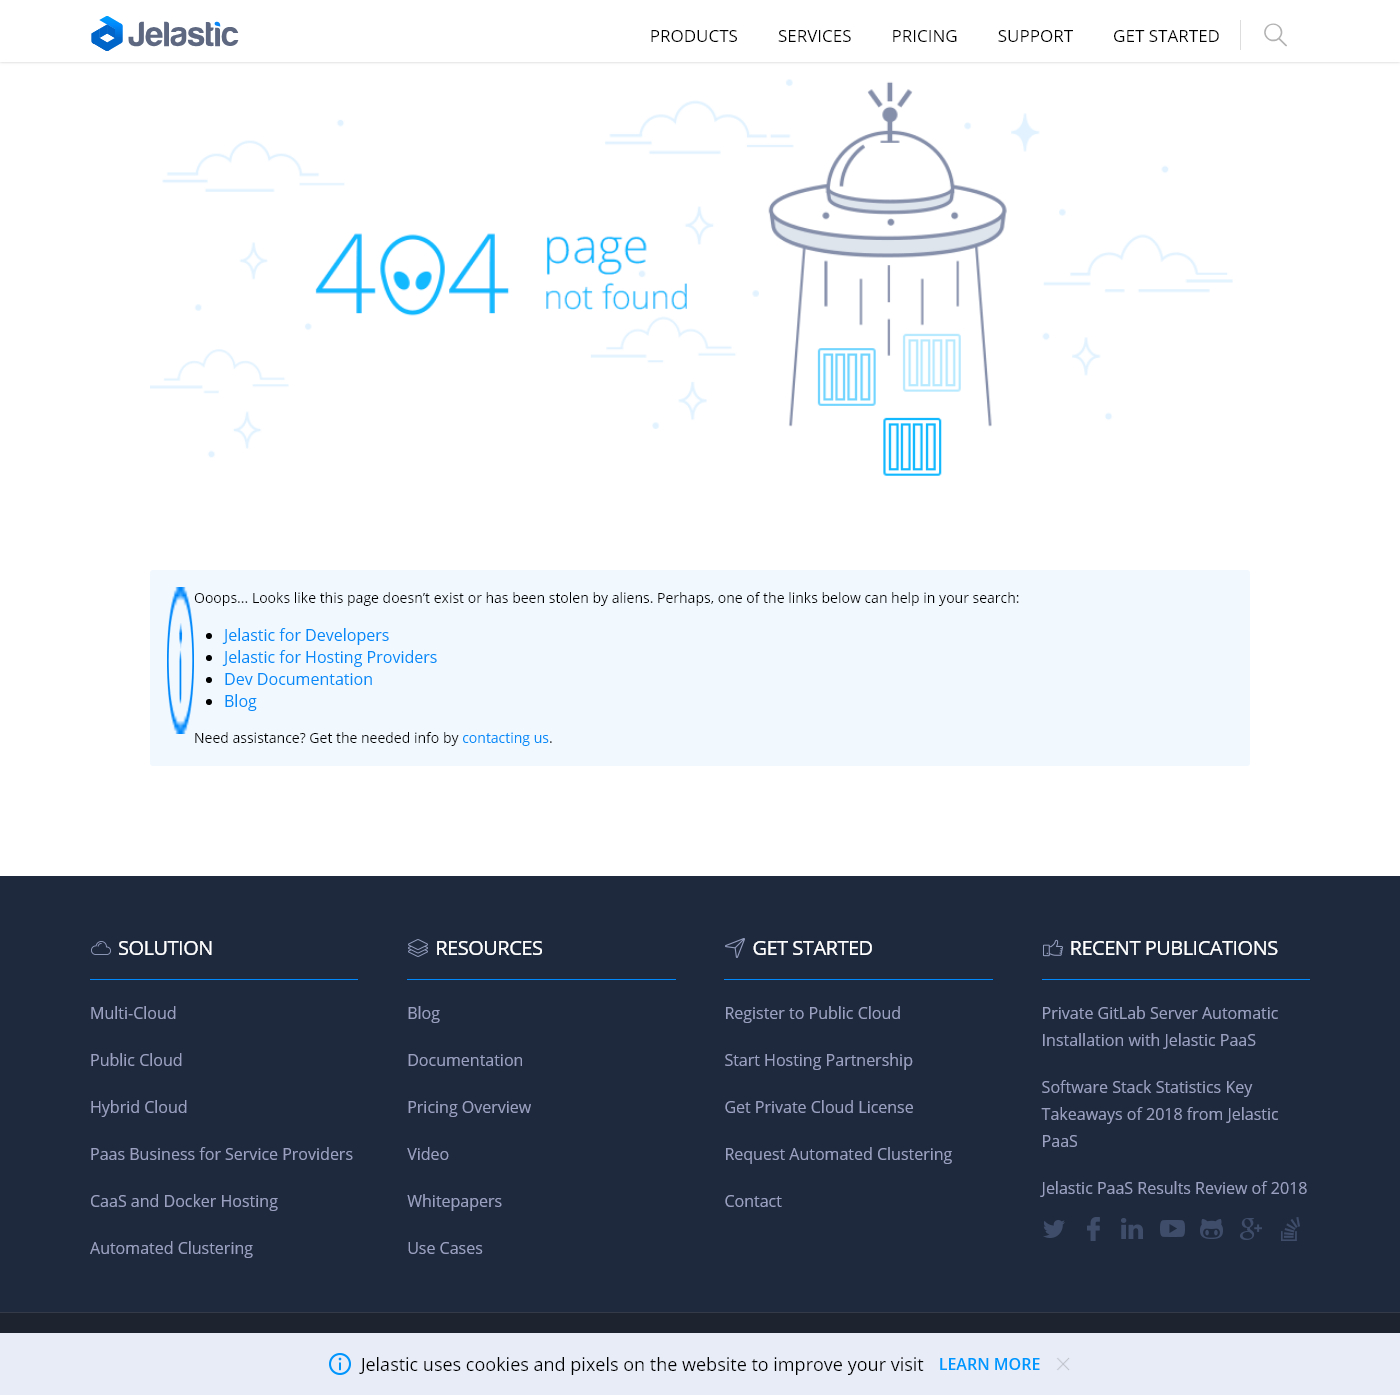 Jelastic
PRODUCTS
SERVICES
PRICING
SUPPORT
GET STARTED
404
page
not found
Ooops... Looks like this page doesn’t exist or has been stolen by aliens. Perhaps, one of the links below can help in your search:
Jelastic for Developers
Jelastic for Hosting Providers
Dev Documentation
Blog
Need assistance? Get the needed info by contacting us.
SOLUTION
Multi-Cloud
Public Cloud
Hybrid Cloud
Paas Business for Service Providers
CaaS and Docker Hosting
Automated Clustering
RESOURCES
Blog
Documentation
Pricing Overview
Video
Whitepapers
Use Cases
GET STARTED
Register to Public Cloud
Start Hosting Partnership
Get Private Cloud License
Request Automated Clustering
Contact
RECENT PUBLICATIONS
Private GitLab Server Automatic
Installation with Jelastic PaaS
Software Stack Statistics Key
Takeaways of 2018 from Jelastic
PaaS
Jelastic PaaS Results Review of 2018
Jelastic uses cookies and pixels on the website to improve your visit LEARN MORE